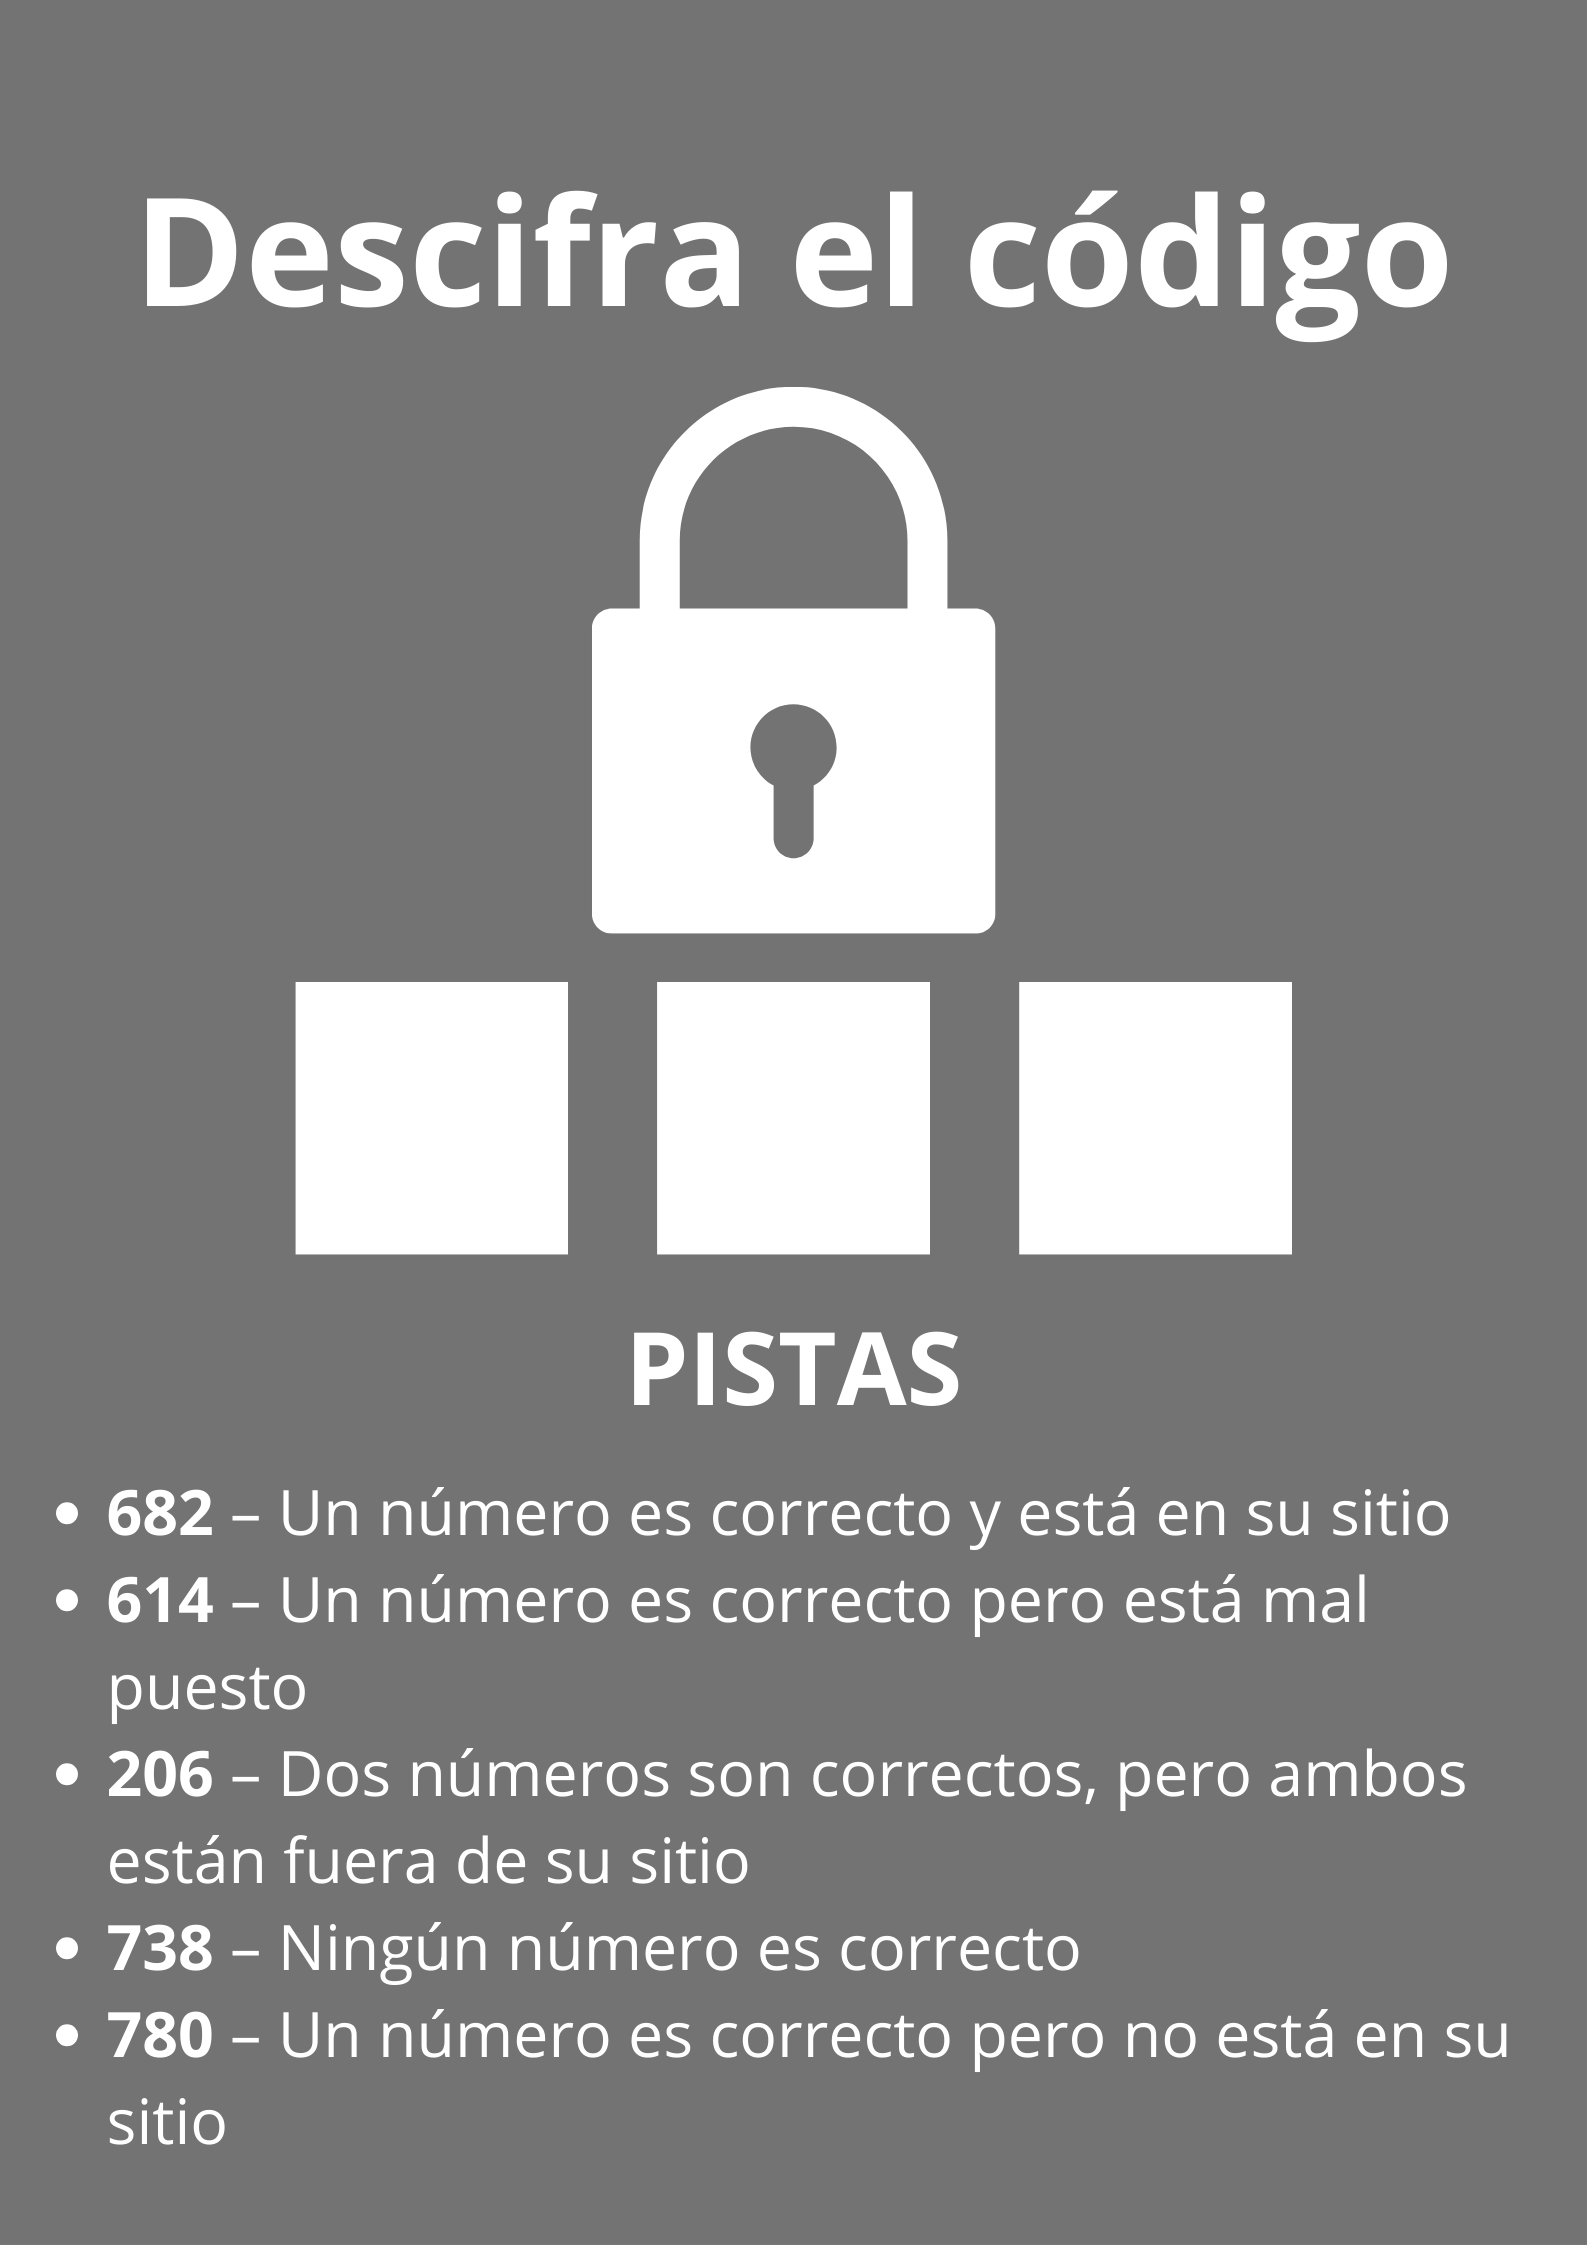 Descifra el código
PISTAS
• 682 – Un número es correcto y está en su sitio
• 614 – Un número es correcto pero está mal
puesto
• 206 – Dos números son correctos, pero ambos
están fuera de su sitio
• 738 – Ningún número es correcto
• 780 – Un número es correcto pero no está en su
sitio